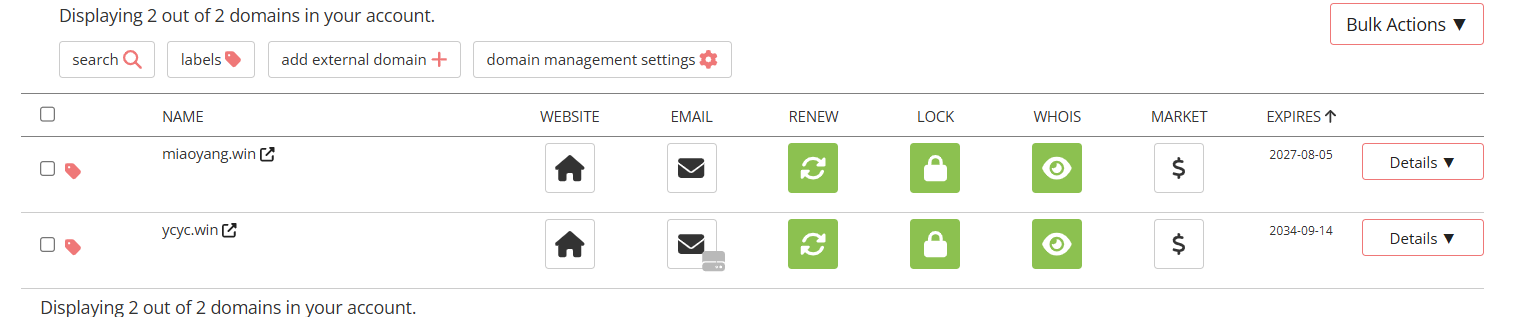 Displaying 2 out of 2 domains in your account.
Bulk Actions ▼
search labels add external domain domain management settings
NAME WEBSITE EMAIL RENEW LOCK WHOIS MARKET EXPIRES
miaoyang.win $ 2027-08-05 Details ▼
ycyc.win $ 2034-09-14 Details ▼
Displaying 2 out of 2 domains in your account.